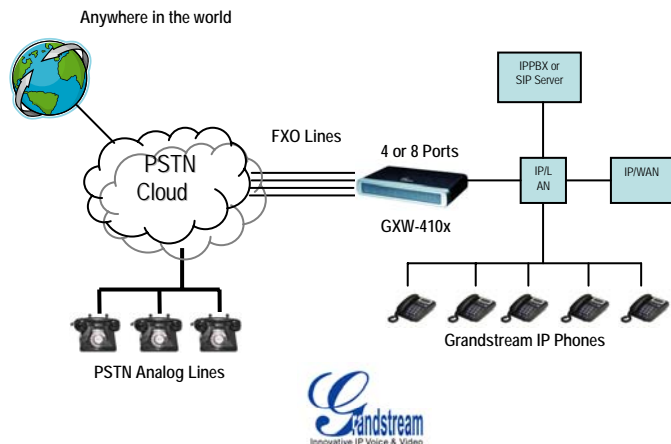 Anywhere in the world
IPPBX or
SIP Server
FXO Lines
4 or 8 Ports
PSTN
Cloud
IP/L
AN
IP/WAN
GXW-410x
Grandstream IP Phones
PSTN Analog Lines
Grandstream
Innovative IP Voice & Video